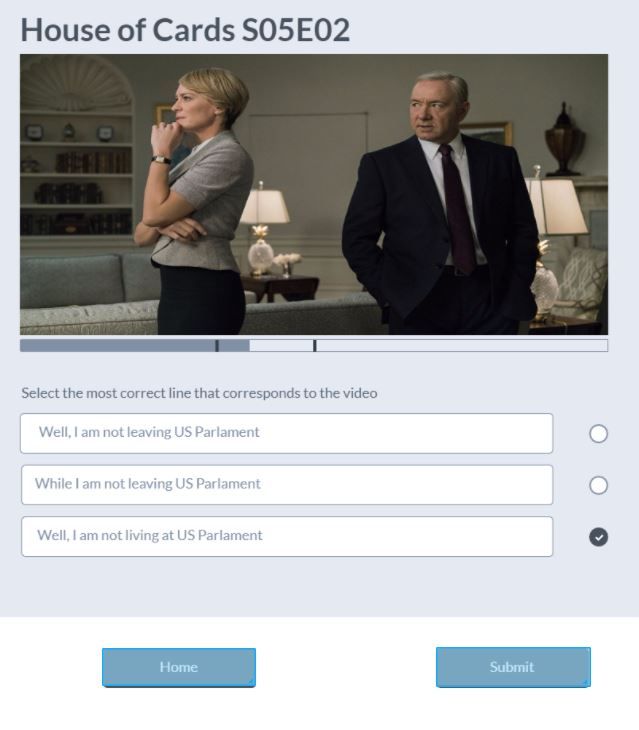 House of Cards S05E02
Select the most correct line that corresponds to the video
Well, I am not leaving US Parlament
While I am not leaving US Parlament
Well, I am not living at US Parlament
Home
Submit